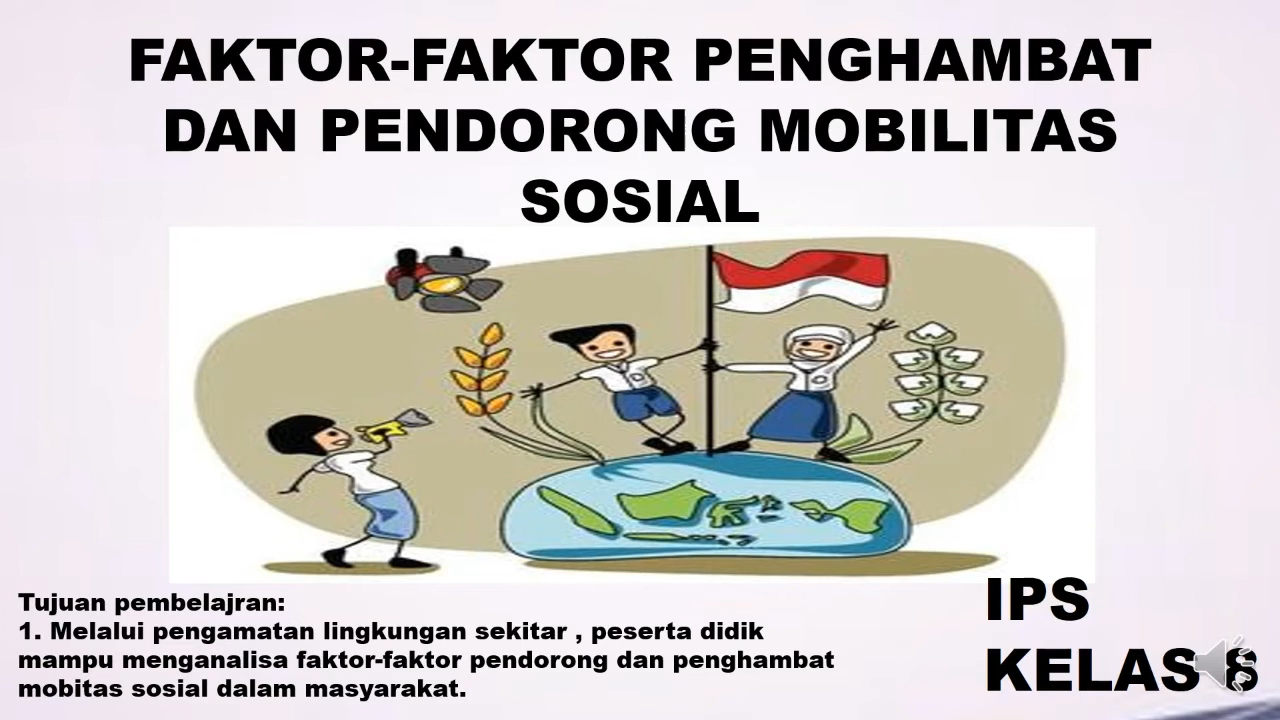 FAKTOR-FAKTOR PENGHAMBAT
DAN PENDORONG MOBILITAS
SOSIAL
Tujuan pembelajran:
1. Melalui pengamatan lingkungan sekitar , peserta didik
mampu menganalisa faktor-faktor pendorong dan penghambat
mobitas sosial dalam masyarakat.
IPS
KELAS 8